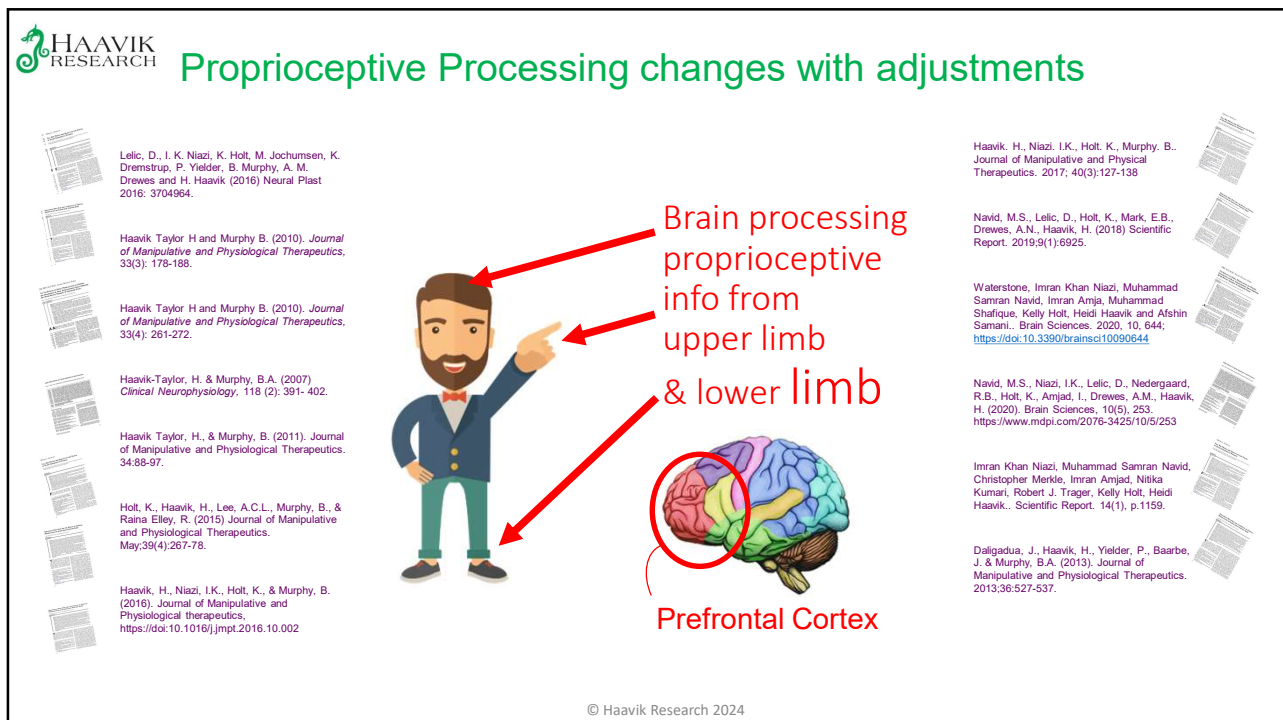 HAAVIK
RESEARCH
Proprioceptive Processing changes with adjustments
Lelic, D., I. K. Niazi, K. Holt, M. Jochumsen, K.
Dremstrup, P. Yielder, B. Murphy, A. M.
Drewes and H. Haavik (2016) Neural Plast
2016: 3704964.
Haavik Taylor H and Murphy B. (2010). Journal
of Manipulative and Physiological Therapeutics,
33(3): 178-188.
Haavik Taylor H and Murphy B. (2010). Journal
of Manipulative and Physiological Therapeutics,
33(4): 261-272.
Haavik-Taylor, H. & Murphy, B.A. (2007)
Clinical Neurophysiology, 118 (2): 391- 402.
Haavik Taylor, H., & Murphy, B. (2011). Journal
of Manipulative and Physiological Therapeutics.
34:88-97.
Holt, K., Haavik, H., Lee, A.C.L., Murphy, B., &
Raina Elley, R. (2015) Journal of Manipulative
and Physiological Therapeutics.
May;39(4):267-78.
Haavik, H., Niazi, I.K., Holt, K., & Murphy, B.
(2016). Journal of Manipulative and
Physiological therapeutics,
https://doi:10.1016/j.jmpt.2016.10.002
Brain processing
proprioceptive
info from
upper limb
& lower limb
Prefrontal Cortex
Haavik. H., Niazi. I.K., Holt. K., Murphy. B..
Journal of Manipulative and Physical
Therapeutics. 2017; 40(3):127-138
Navid, M.S., Lelic, D., Holt, K., Mark, E.B.,
Drewes, A.N., Haavik, H. (2018) Scientific
Report. 2019;9(1):6925.
Waterstone, Imran Khan Niazi, Muhammad
Samran Navid, Imran Amja, Muhammad
Shafique, Kelly Holt, Heidi Haavik and Afshin
Samani.. Brain Sciences. 2020, 10, 644;
https://doi:10.3390/brainsci10090644
Navid, M.S., Niazi, I.K., Lelic, D., Nedergaard,
R.B., Holt, K., Amjad, I., Drewes, A.M., Haavik,
H. (2020). Brain Sciences, 10(5), 253.
https://www.mdpi.com/2076-3425/10/5/253
Imran Khan Niazi, Muhammad Samran Navid,
Christopher Merkle, Imran Amjad, Nitika
Kumari, Robert J. Trager, Kelly Holt, Heidi
Haavik.. Scientific Report. 14(1), p.1159.
Daligadua, J., Haavik, H., Yielder, P., Baarbe,
J. & Murphy, B.A. (2013). Journal of
Manipulative and Physiological Therapeutics.
2013;36:527-537.
© Haavik Research 2024